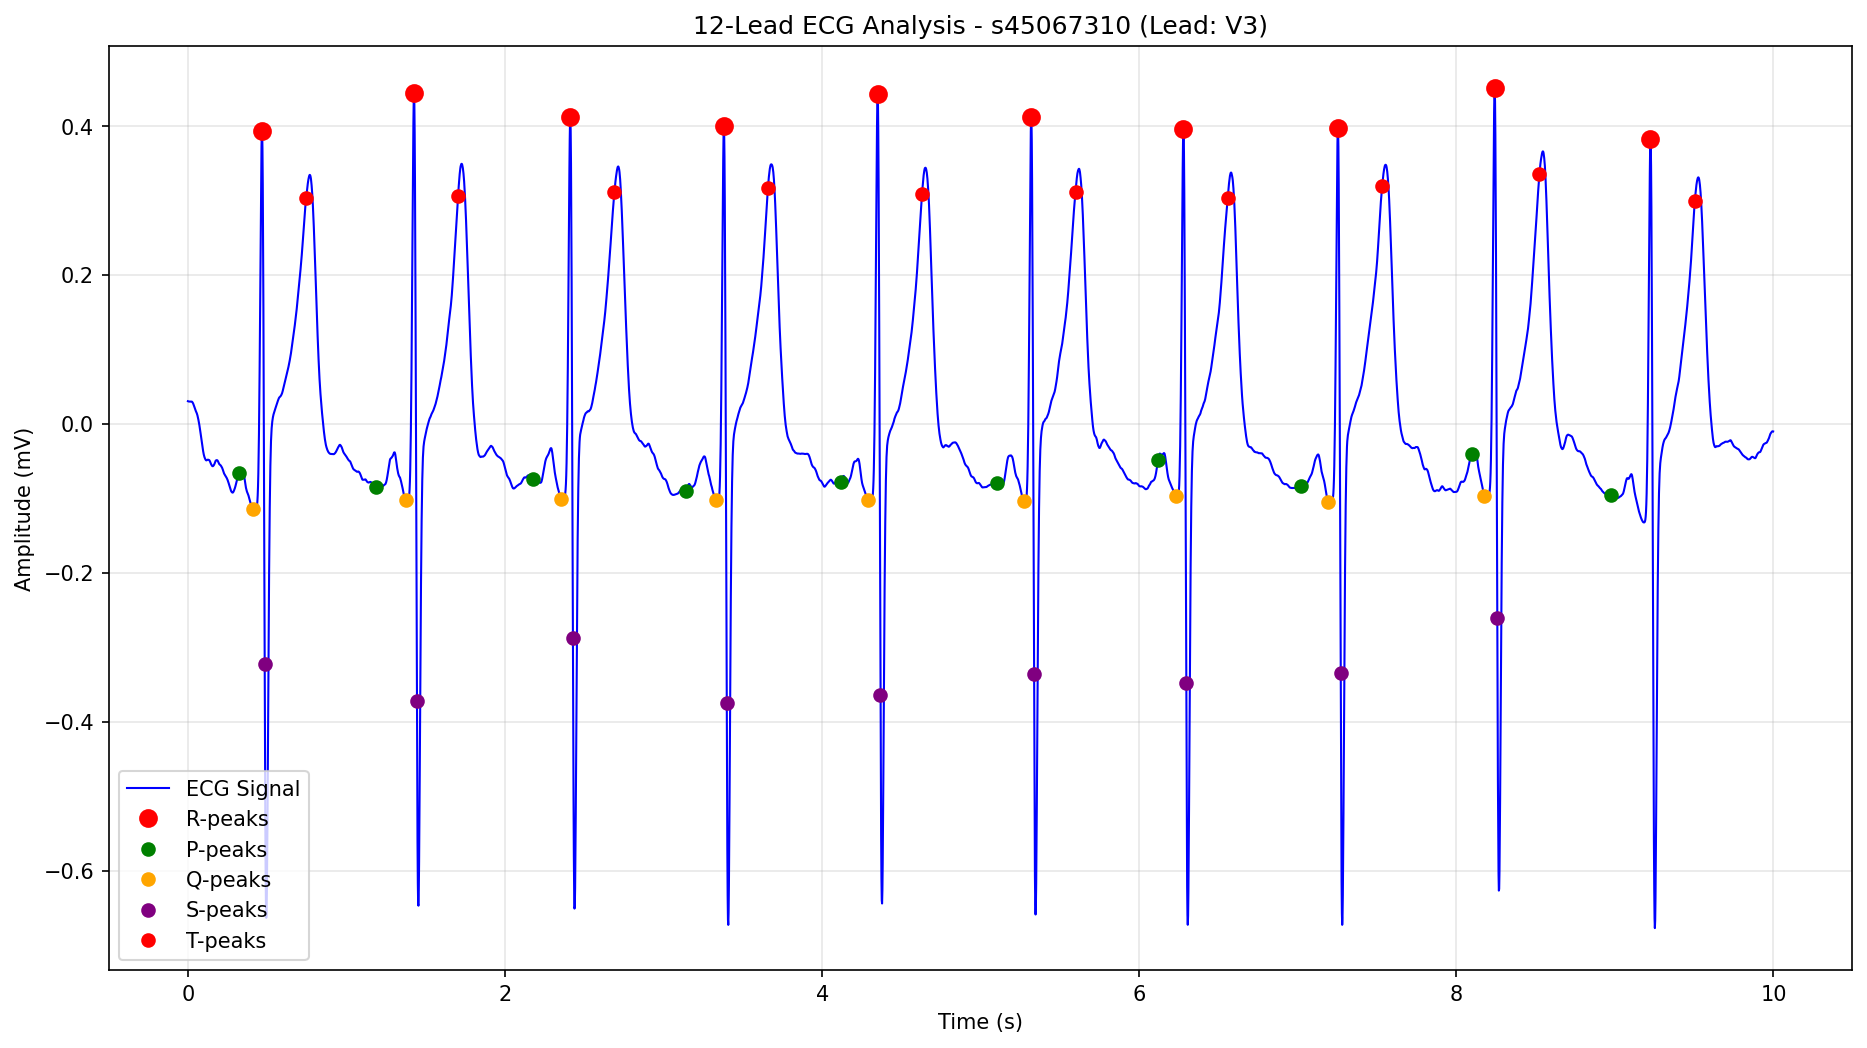 12-Lead ECG Analysis - s45067310 (Lead: V3)
Amplitude (mV)
0.4
0.2
0.0
−0.2
−0.4
−0.6
ECG Signal
R-peaks
P-peaks
Q-peaks
S-peaks
T-peaks
0 2 4 6 8 10
Time (s)